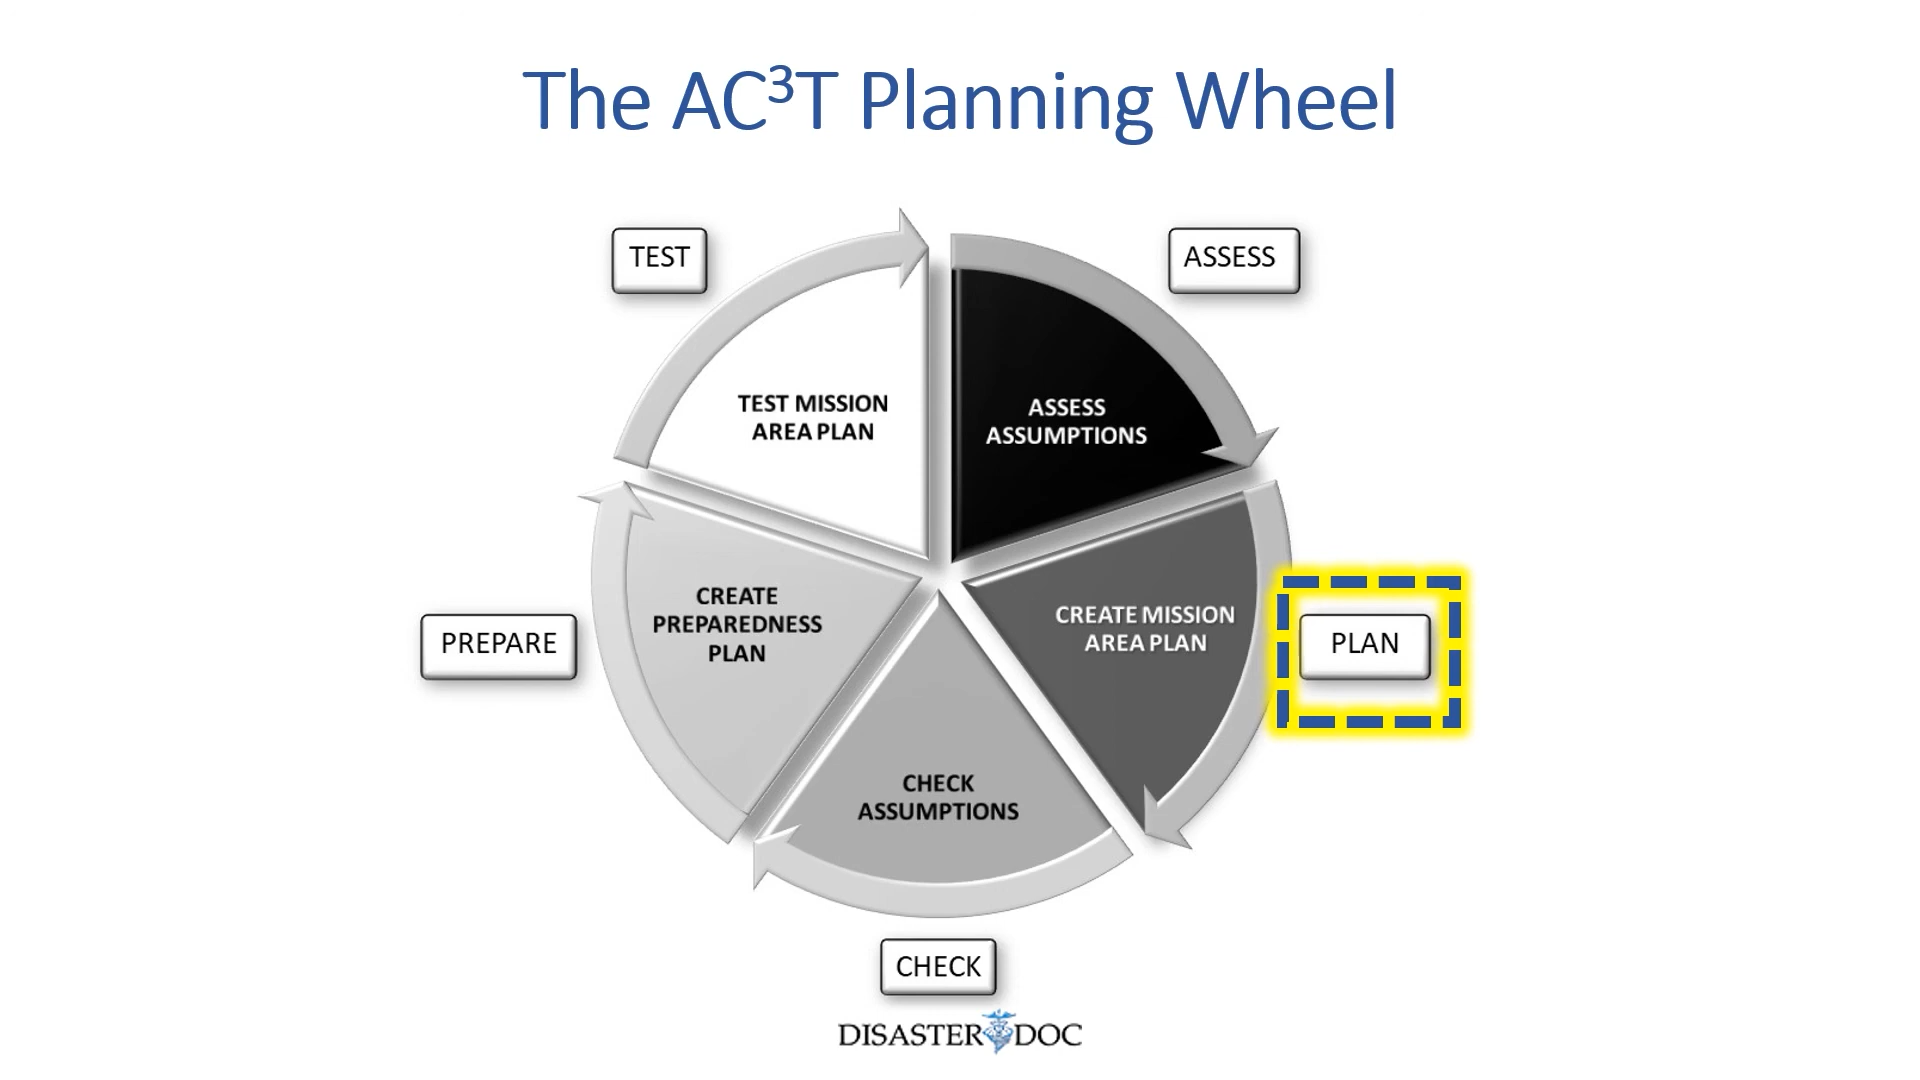 The AC³T Planning Wheel
TEST
ASSESS
TEST MISSION
AREA PLAN
ASSESS
ASSUMPTIONS
CREATE
PREPAREDNESS
PLAN
CREATE MISSION
AREA PLAN
PREPARE
PLAN
CHECK
ASSUMPTIONS
CHECK
DISASTER DOC